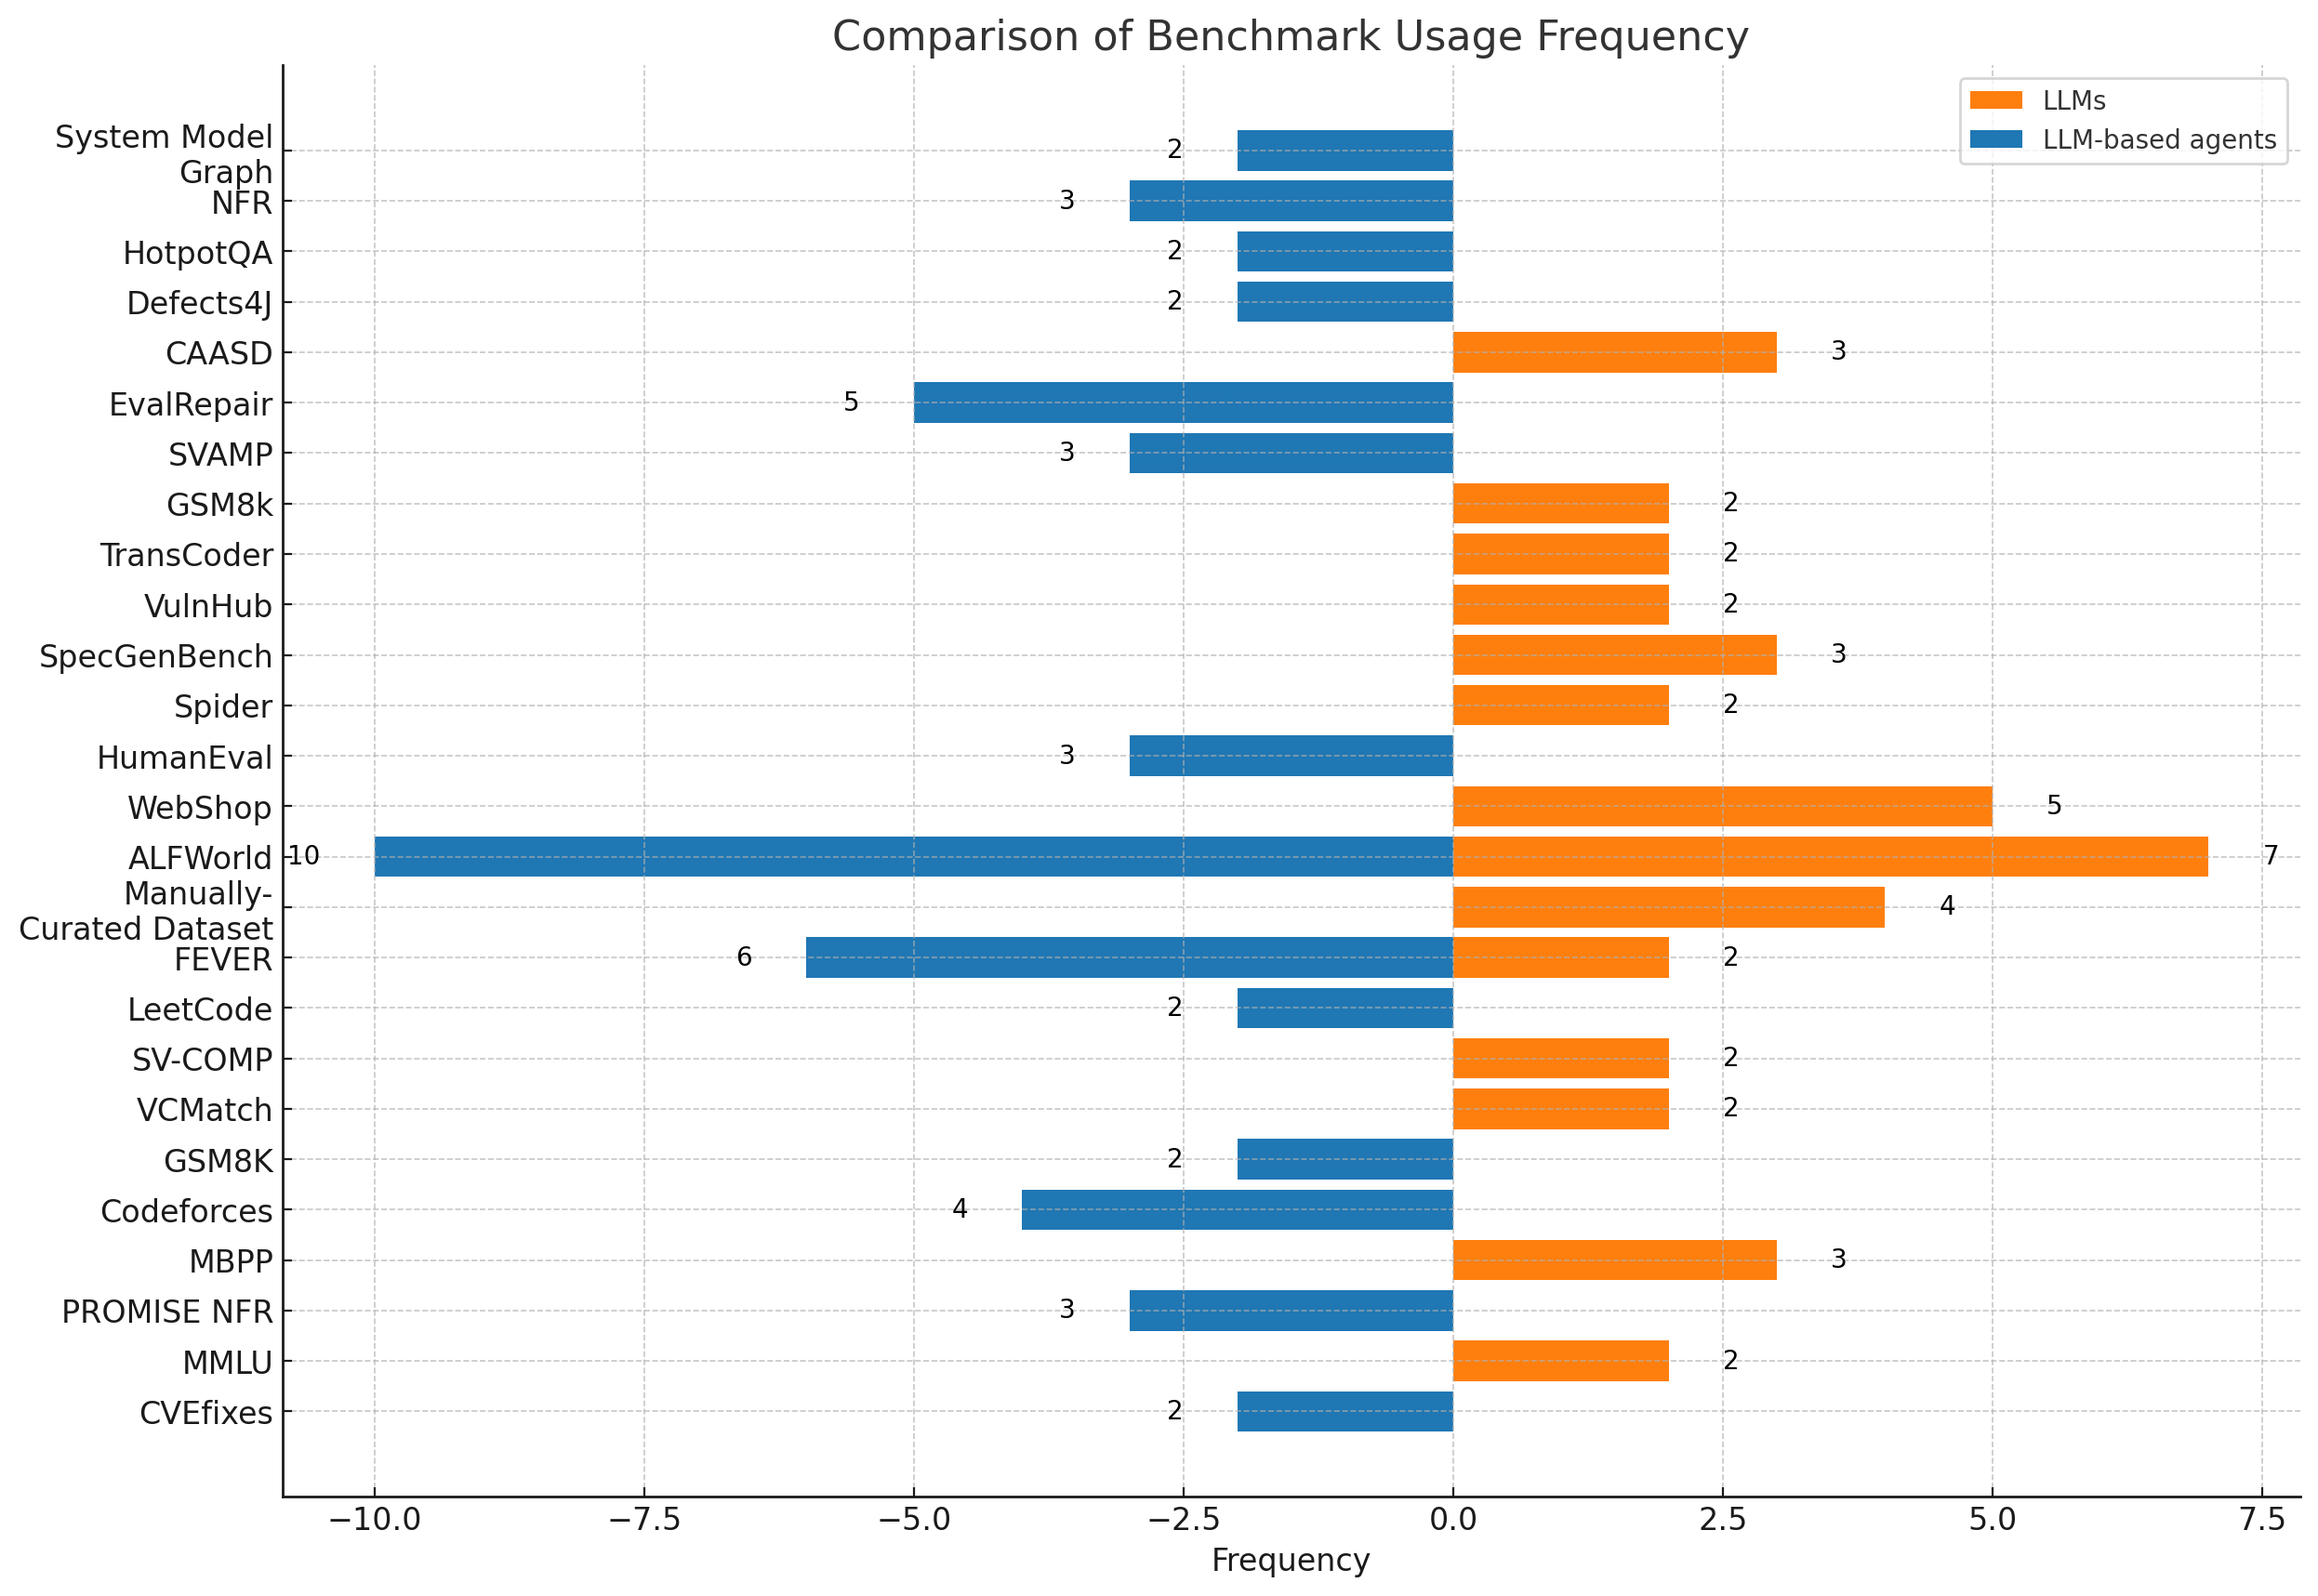 Comparison of Benchmark Usage Frequency
LLMs
LLM-based agents
System Model
Graph
2
NFR
3
HotpotQA
2
Defects4J
2
CAASD
3
EvalRepair
5
SVAMP
3
GSM8k
2
TransCoder
2
VulnHub
2
SpecGenBench
3
Spider
2
HumanEval
3
WebShop
5
ALFWorld
10
7
Manually-
Curated Dataset
4
FEVER
6
2
LeetCode
2
SV-COMP
2
VCMatch
2
GSM8K
2
Codeforces
4
MBPP
3
PROMISE NFR
3
MMLU
2
CVEfixes
2
−10.0
−7.5
−5.0
−2.5
0.0
2.5
5.0
7.5
Frequency